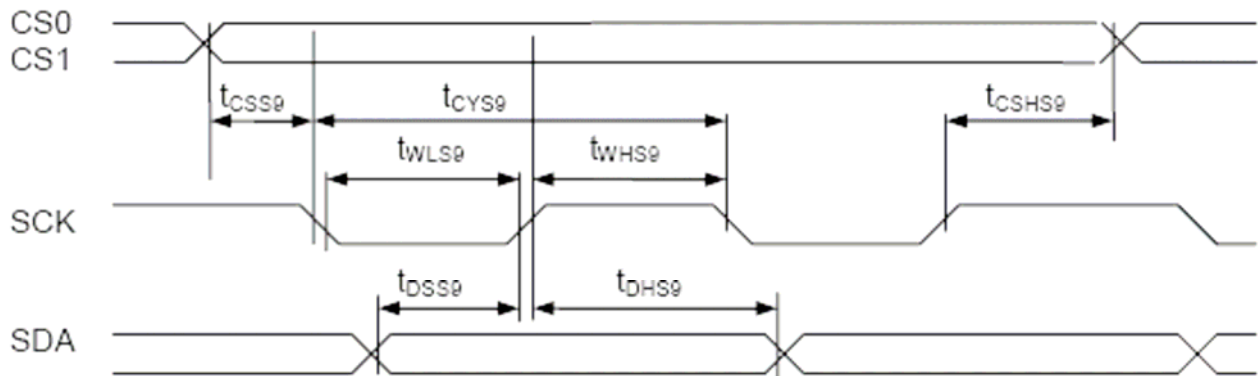 CS0
CS1
tCSS9 tCYS9 tCSHS9
tWLS9 tWHS9
SCK
tDSS9 tDHS9
SDA